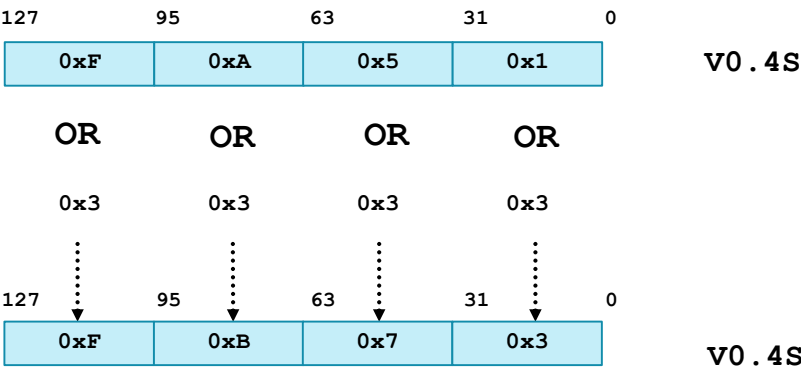 127 95 63 31 0
0xF 0xA 0x5 0x1 V0.4S
OR OR OR OR
0x3 0x3 0x3 0x3
127 95 63 31 0
0xF 0xB 0x7 0x3 V0.4S